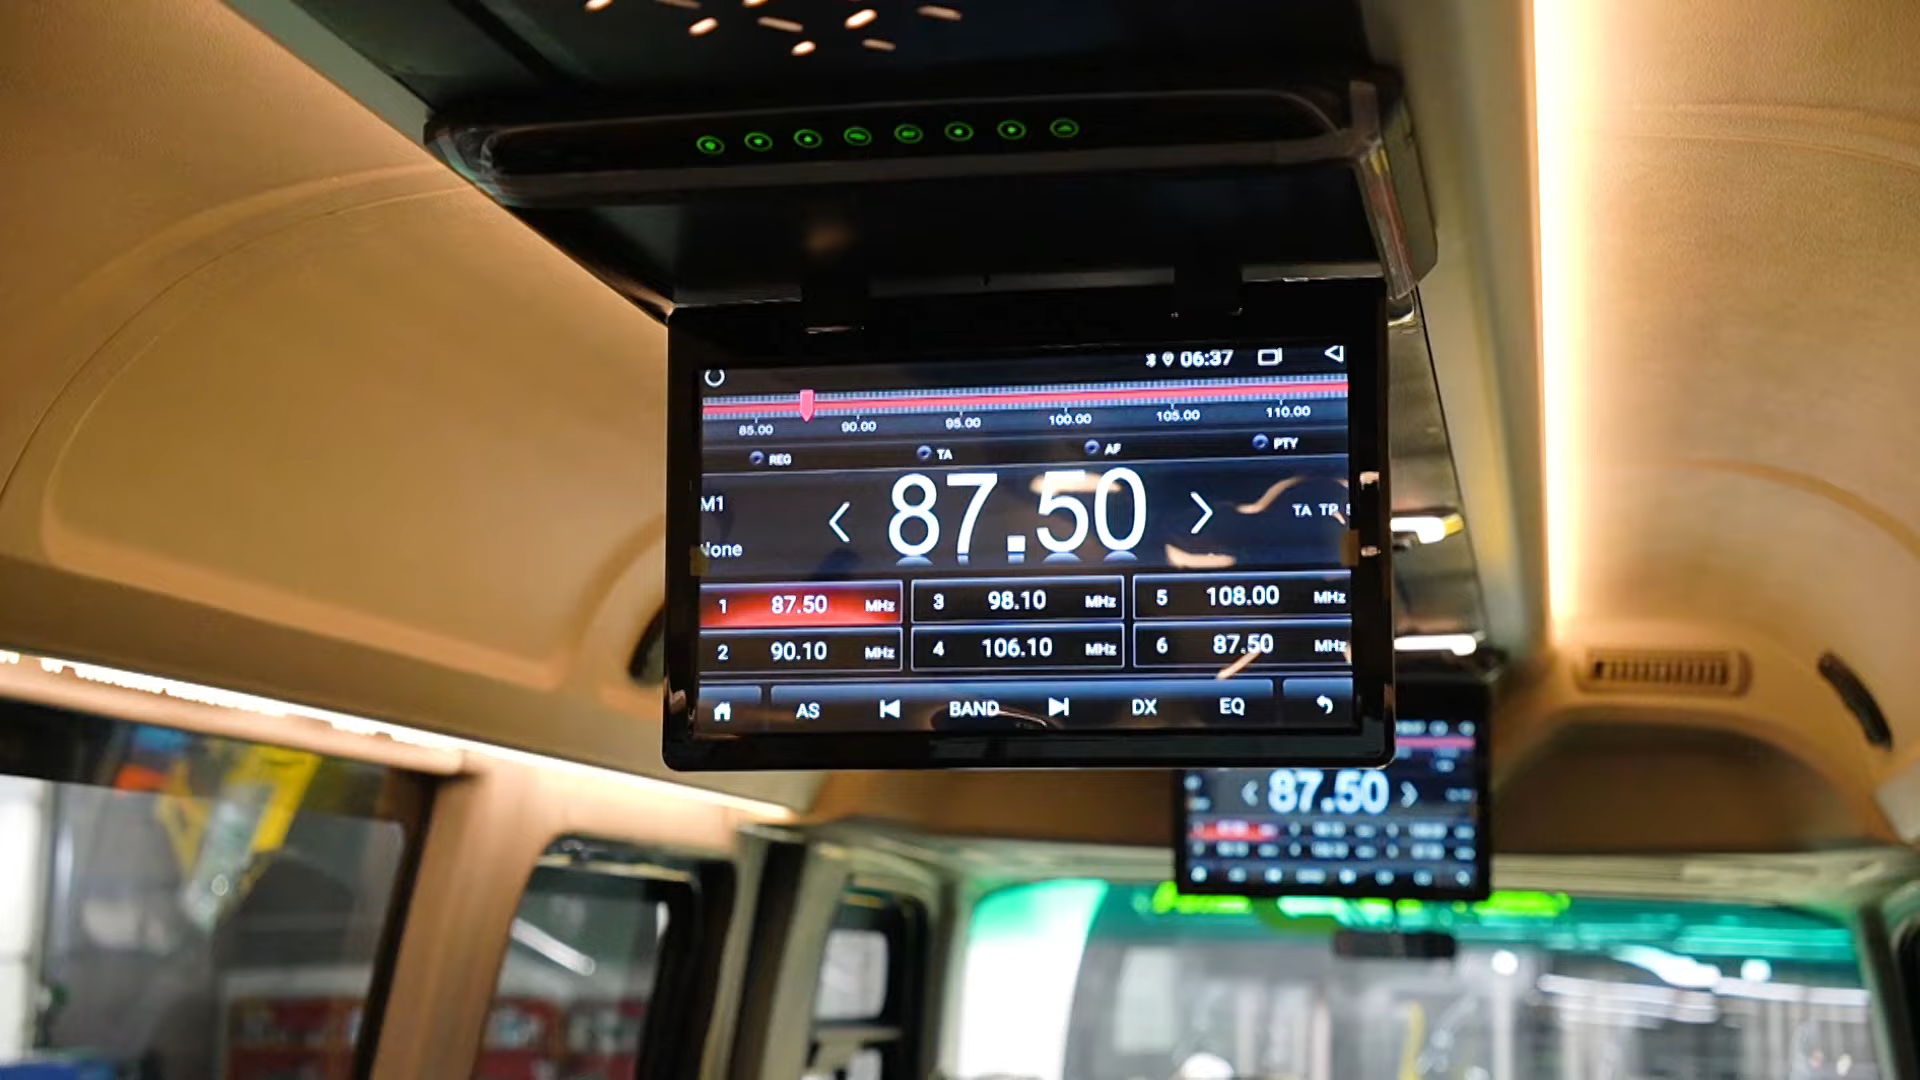 06:37
85.00 90.00 95.00 100.00 105.00 110.00
REG TA AF PTY
M1 87.50 TA TP
None
1 87.50 MHz 3 98.10 MHz 5 108.00 MHz
2 90.10 MHz 4 106.10 MHz 6 87.50 MHz
AS BAND DX EQ
87.50